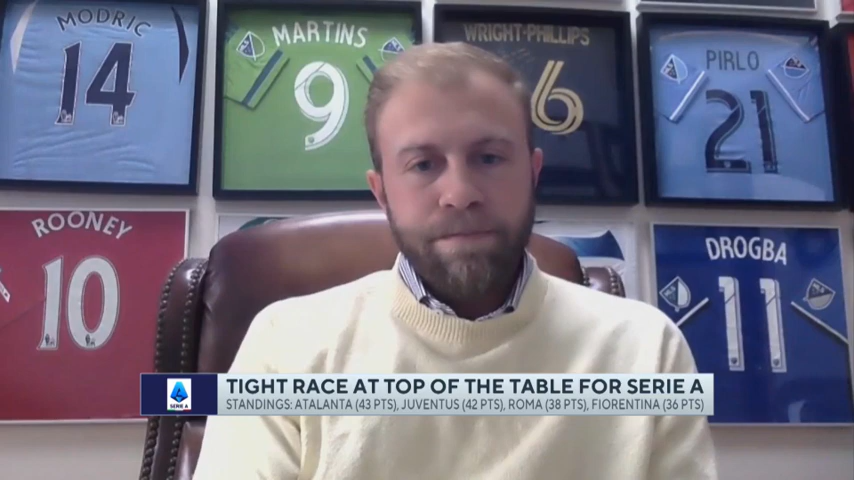 MODRIC
14
MARTINS
9
WRIGHT-PHILLIPS
6
PIRLO
21
ROONEY
10
DROGBA
11
MLS
SERIE A
TIGHT RACE AT TOP OF THE TABLE FOR SERIE A
STANDINGS: ATALANTA (43 PTS), JUVENTUS (42 PTS), ROMA (38 PTS), FIORENTINA (36 PTS)